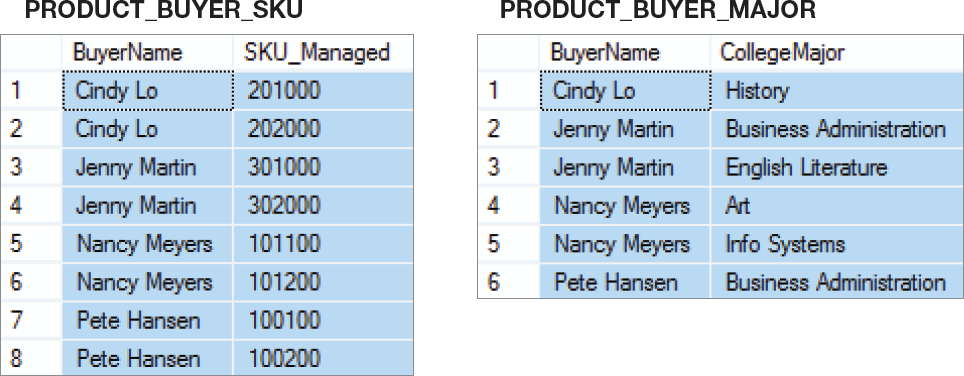 PRODUCT_BUYER_SKU
BuyerName SKU_Managed
1 Cindy Lo 201000
2 Cindy Lo 202000
3 Jenny Martin 301000
4 Jenny Martin 302000
5 Nancy Meyers 101100
6 Nancy Meyers 101200
7 Pete Hansen 100100
8 Pete Hansen 100200
PRODUCT_BUYER_MAJOR
BuyerName CollegeMajor
1 Cindy Lo History
2 Jenny Martin Business Administration
3 Jenny Martin English Literature
4 Nancy Meyers Art
5 Nancy Meyers Info Systems
6 Pete Hansen Business Administration